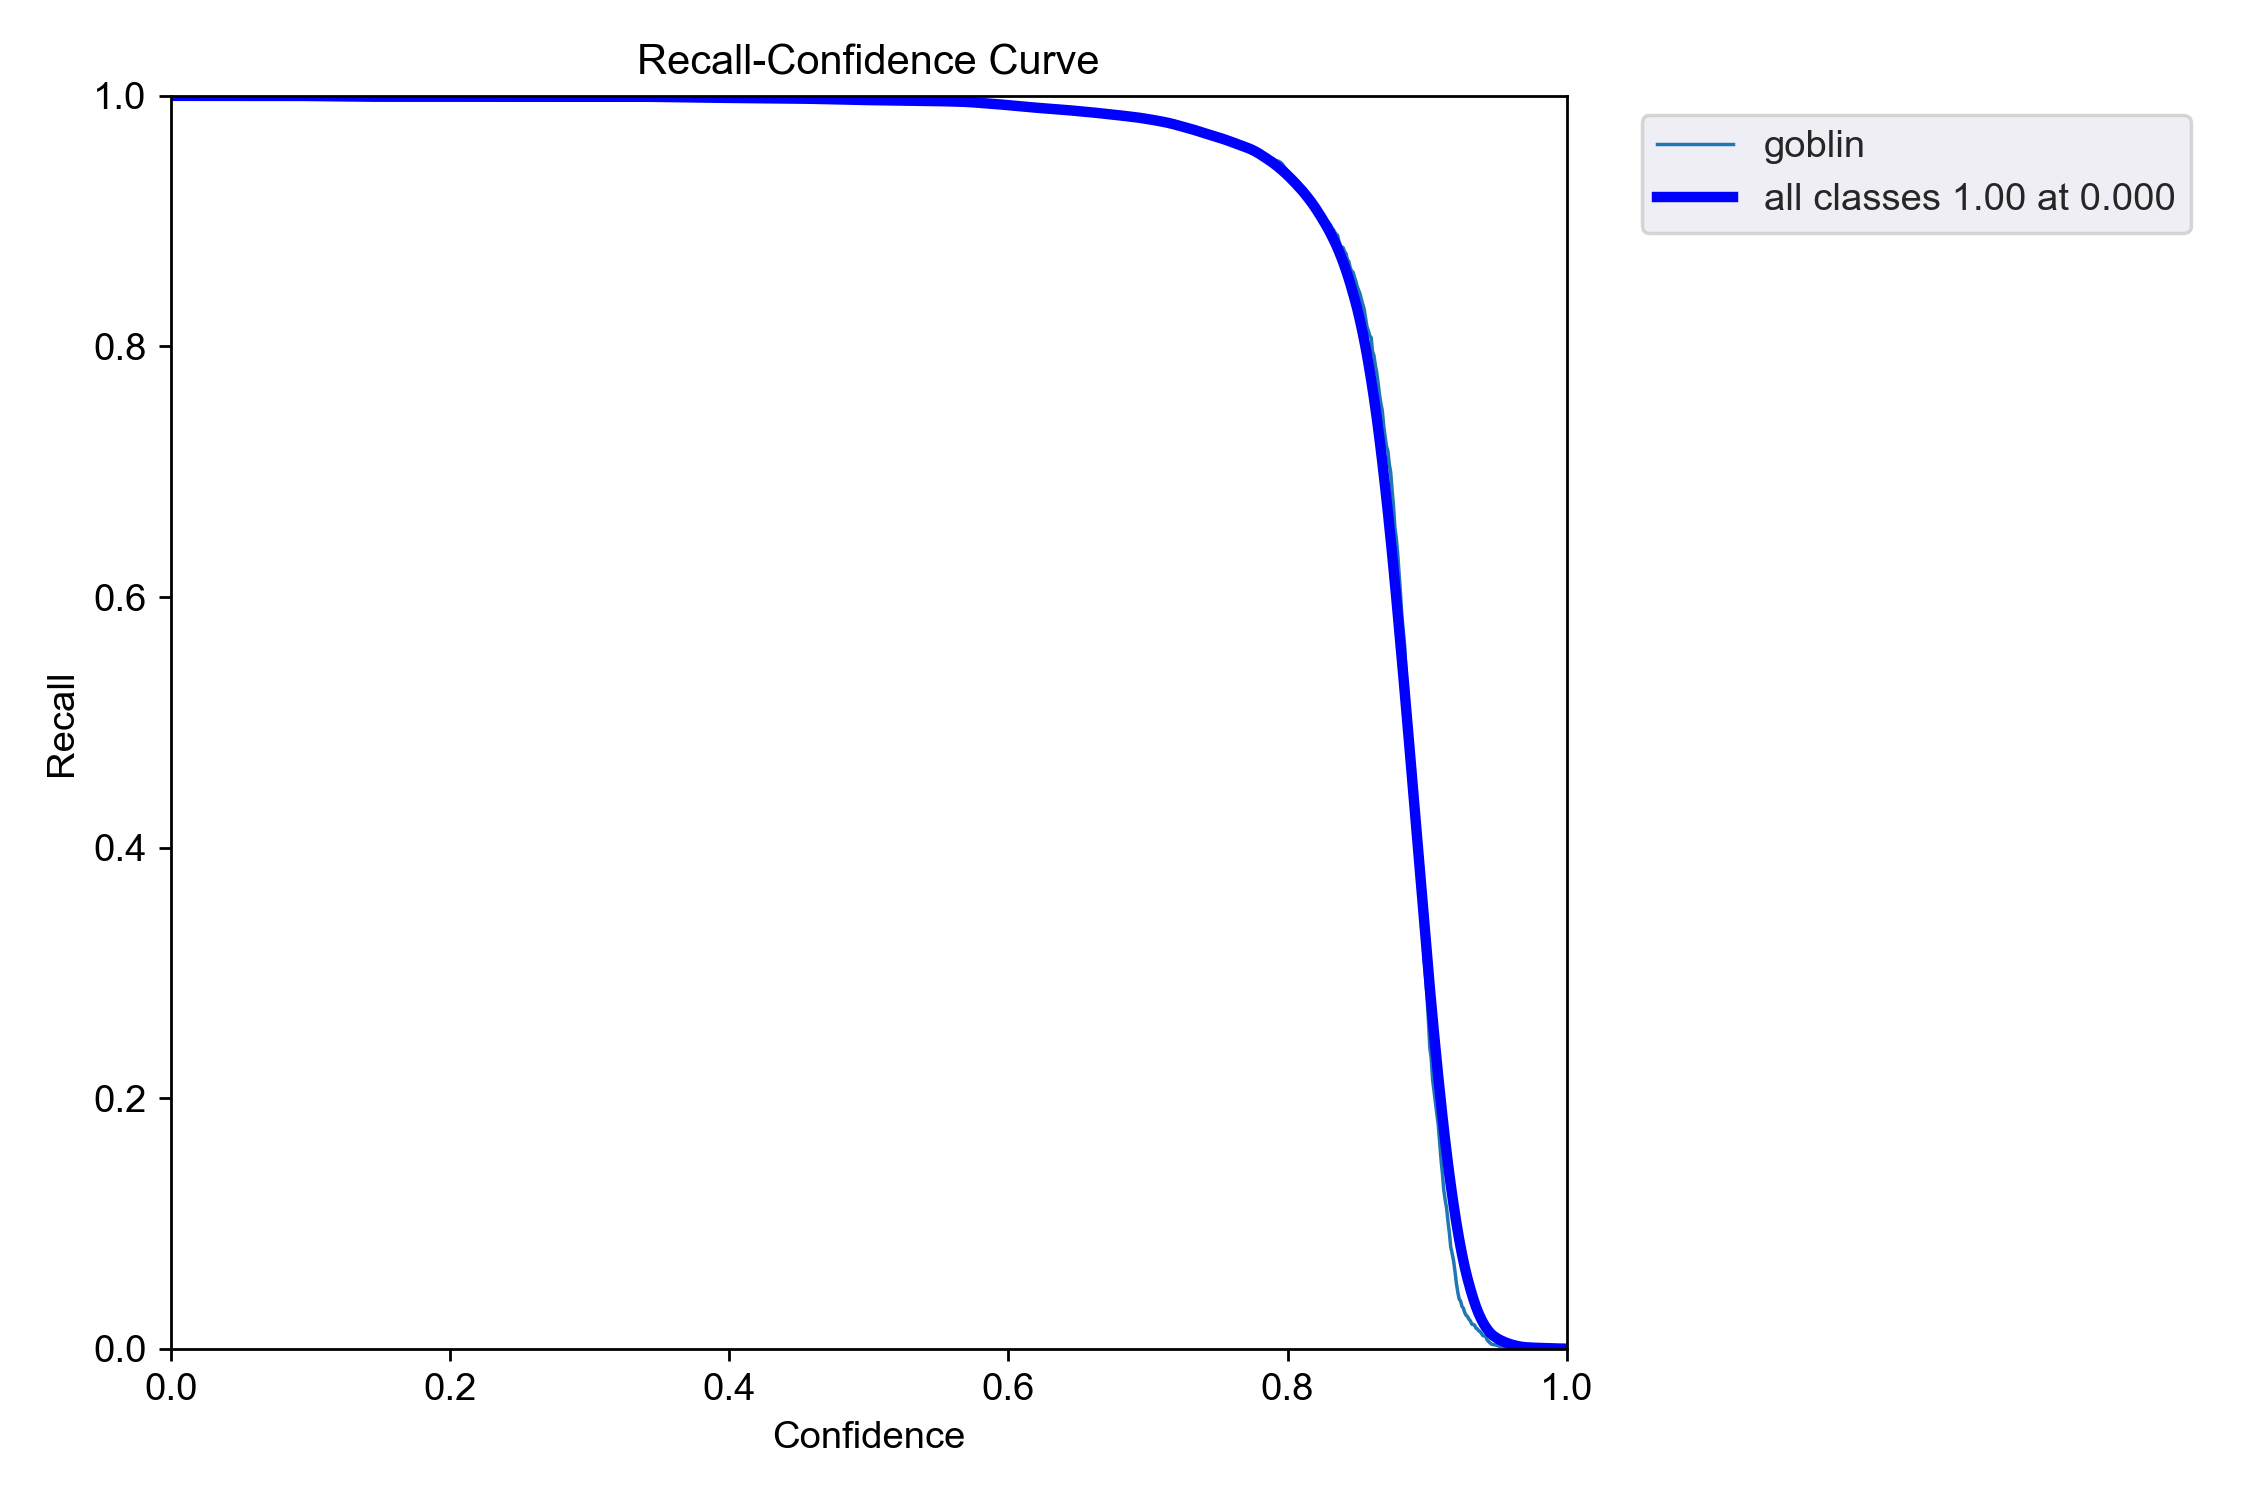 Recall-Confidence Curve
1.0
0.8
0.6
0.4
0.2
0.0
Recall
0.0 0.2 0.4 0.6 0.8 1.0
Confidence
goblin
all classes 1.00 at 0.000